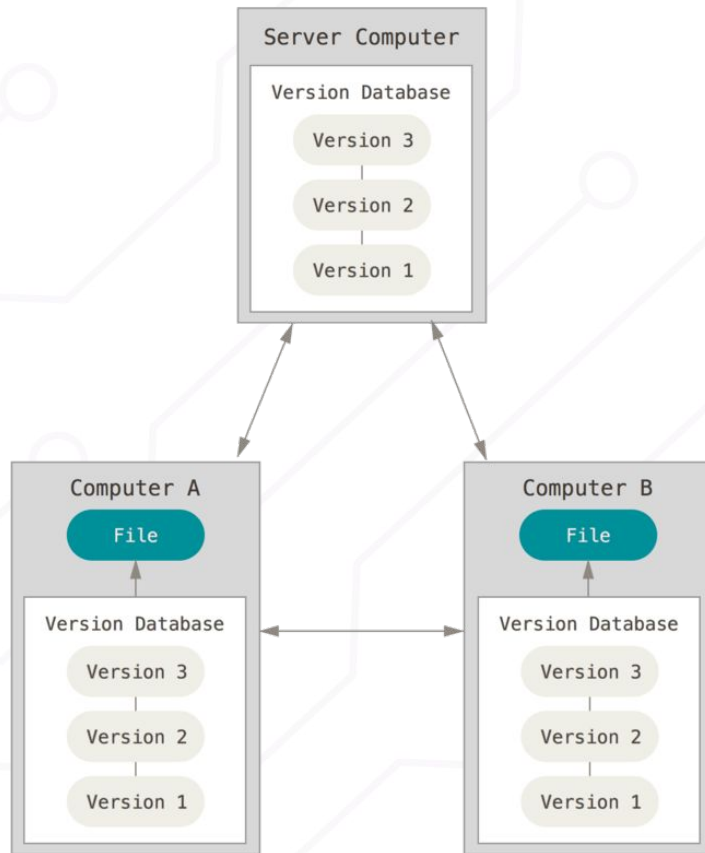 Server Computer
Version Database
Version 3
Version 2
Version 1
Computer A
File
Version Database
Version 3
Version 2
Version 1
Computer B
File
Version Database
Version 3
Version 2
Version 1